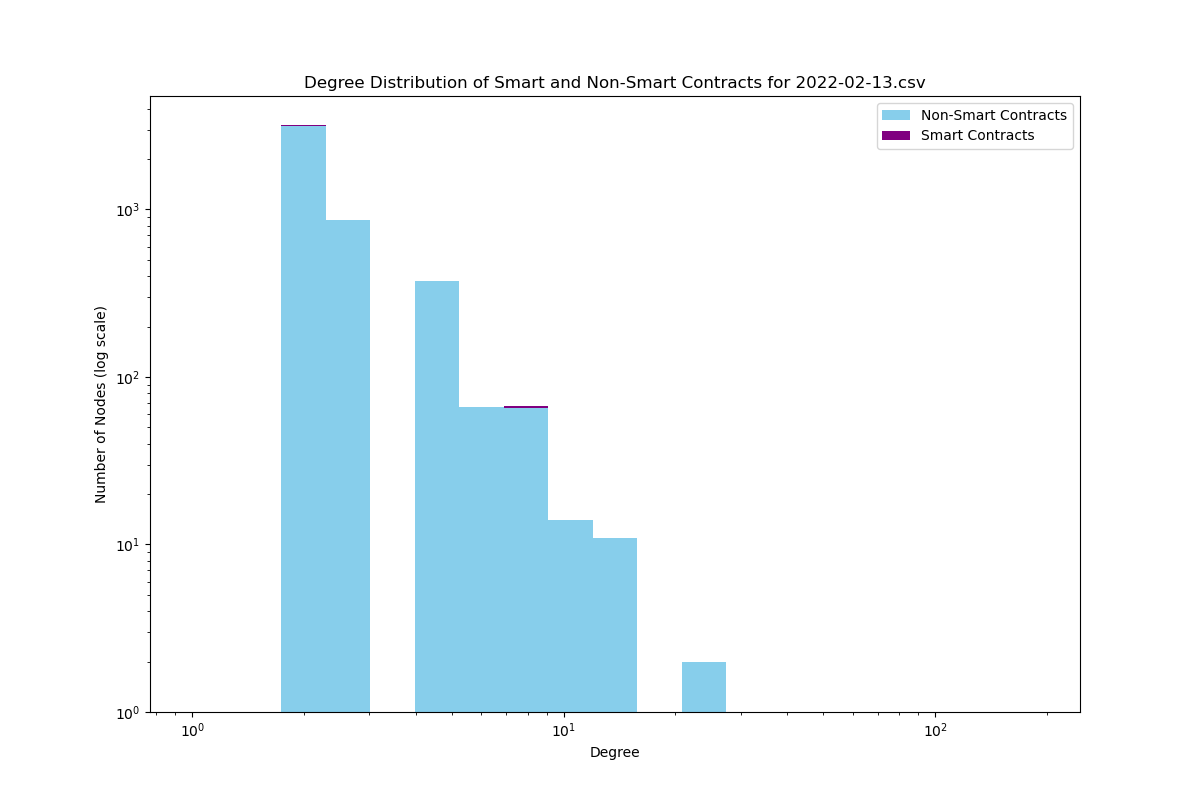 Degree Distribution of Smart and Non-Smart Contracts for 2022-02-13.csv
Non-Smart Contracts
Smart Contracts
Number of Nodes (log scale)
10³
10²
10¹
10⁰
10⁰ 10¹ 10²
Degree